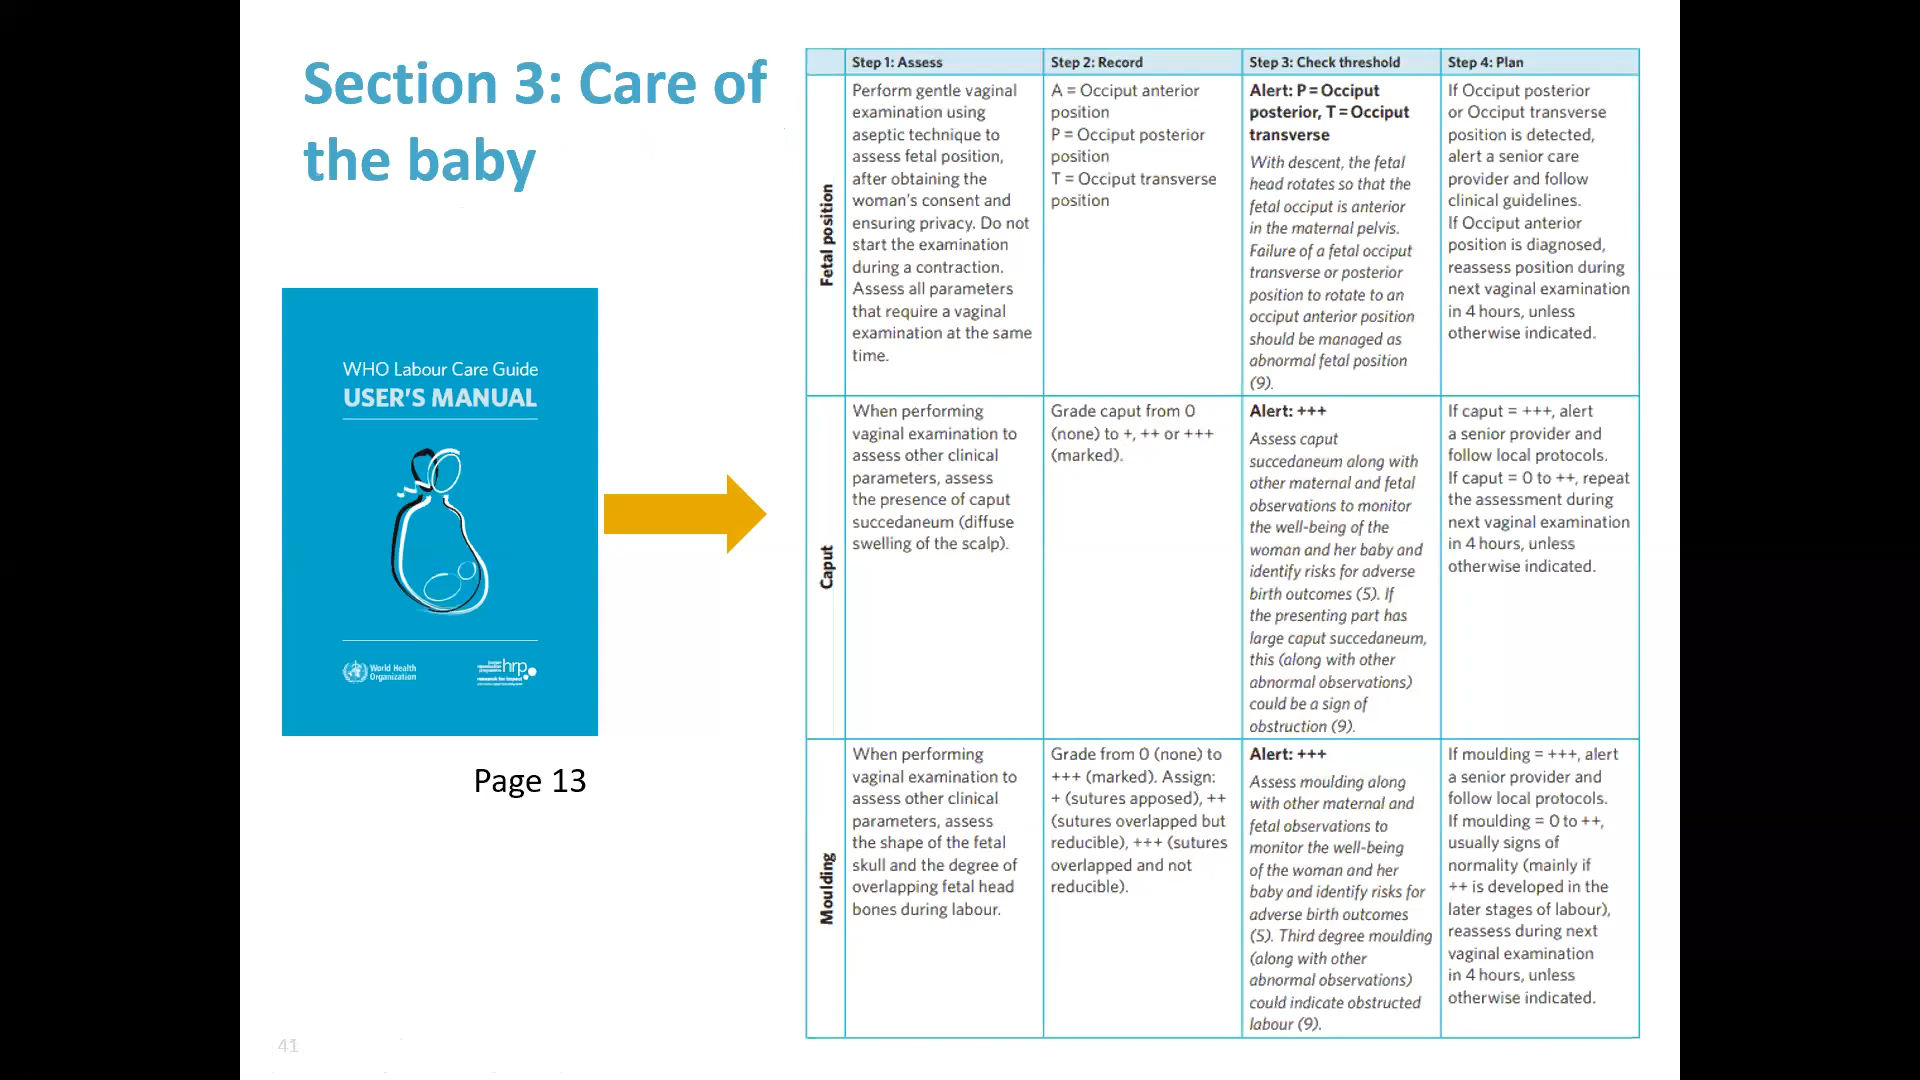 Section 3: Care of
the baby
WHO Labour Care Guide
USER'S MANUAL
World Health
Organization
hrp
research for impact
Page 13
41
Step 1: Assess
Step 2: Record
Step 3: Check threshold
Step 4: Plan
Fetal position
Perform gentle vaginal
examination using
aseptic technique to
assess fetal position,
after obtaining the
woman's consent and
ensuring privacy. Do not
start the examination
during a contraction.
Assess all parameters
that require a vaginal
examination at the same
time.
A = Occiput anterior
position
P = Occiput posterior
position
T = Occiput transverse
position
Alert: P = Occiput
posterior, T = Occiput
transverse
With descent, the fetal
head rotates so that the
fetal occiput is anterior
in the maternal pelvis.
Failure of a fetal occiput
transverse or posterior
position to rotate to an
occiput anterior position
should be managed as
abnormal fetal position
(9).
If Occiput posterior
or Occiput transverse
position is detected,
alert a senior care
provider and follow
clinical guidelines.
If Occiput anterior
position is diagnosed,
reassess position during
next vaginal examination
in 4 hours, unless
otherwise indicated.
Caput
When performing
vaginal examination to
assess other clinical
parameters, assess
the presence of caput
succedaneum (diffuse
swelling of the scalp).
Grade caput from 0
(none) to +, ++ or +++
(marked).
Alert: +++
Assess caput
succedaneum along with
other maternal and fetal
observations to monitor
the well-being of the
woman and her baby and
identify risks for adverse
birth outcomes (5). If
the presenting part has
large caput succedaneum,
this (along with other
abnormal observations)
could be a sign of
obstruction (9).
If caput = +++, alert
a senior provider and
follow local protocols.
If caput = 0 to ++, repeat
the assessment during
next vaginal examination
in 4 hours, unless
otherwise indicated.
Moulding
When performing
vaginal examination to
assess other clinical
parameters, assess
the shape of the fetal
skull and the degree of
overlapping fetal head
bones during labour.
Grade from 0 (none) to
+++ (marked). Assign:
+ (sutures apposed), ++
(sutures overlapped but
reducible), +++ (sutures
overlapped and not
reducible).
Alert: +++
Assess moulding along
with other maternal and
fetal observations to
monitor the well-being
of the woman and her
baby and identify risks for
adverse birth outcomes
(5). Third degree moulding
(along with other
abnormal observations)
could indicate obstructed
labour (9).
If moulding = +++, alert
a senior provider and
follow local protocols.
If moulding = 0 to ++,
usually signs of
normality (mainly if
++ is developed in the
later stages of labour),
reassess during next
vaginal examination
in 4 hours, unless
otherwise indicated.